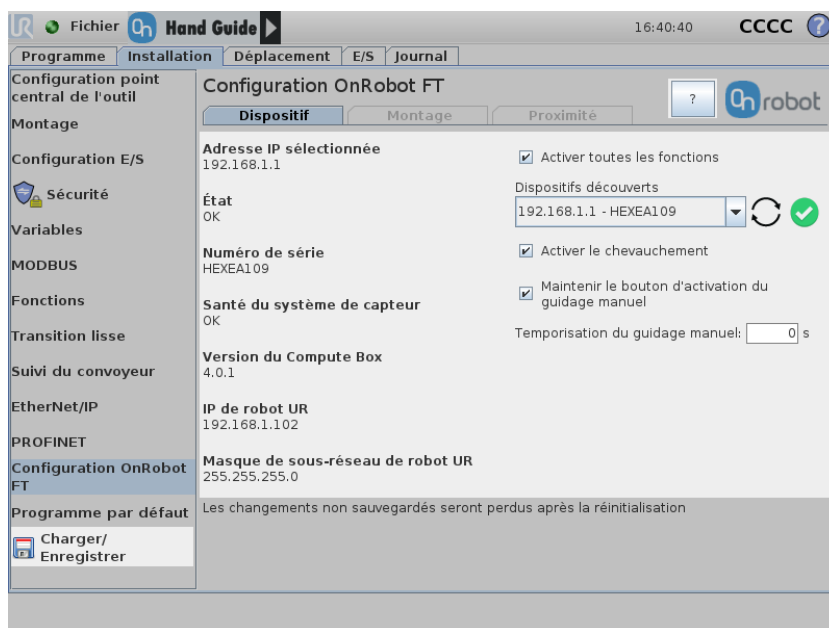 Fichier
Hand Guide
16:40:40
CCCC
?
Programme
Installation
Déplacement
E/S
Journal
Configuration point
central de l'outil
Montage
Configuration E/S
Sécurité
Variables
MODBUS
Fonctions
Transition lisse
Suivi du convoyeur
EtherNet/IP
PROFINET
Configuration OnRobot
FT
Programme par défaut
Charger/
Enregistrer
Configuration OnRobot FT
?
On robot
Dispositif
Montage
Proximité
Adresse IP sélectionnée
192.168.1.1
État
OK
Numéro de série
HEXEA109
Santé du système de capteur
OK
Version du Compute Box
4.0.1
IP de robot UR
192.168.1.102
Masque de sous-réseau de robot UR
255.255.255.0
Activer toutes les fonctions
Dispositifs découverts
192.168.1.1 - HEXEA109
Activer le chevauchement
Maintenir le bouton d'activation du
guidage manuel
Temporisation du guidage manuel: 0 s
Les changements non sauvegardés seront perdus après la réinitialisation